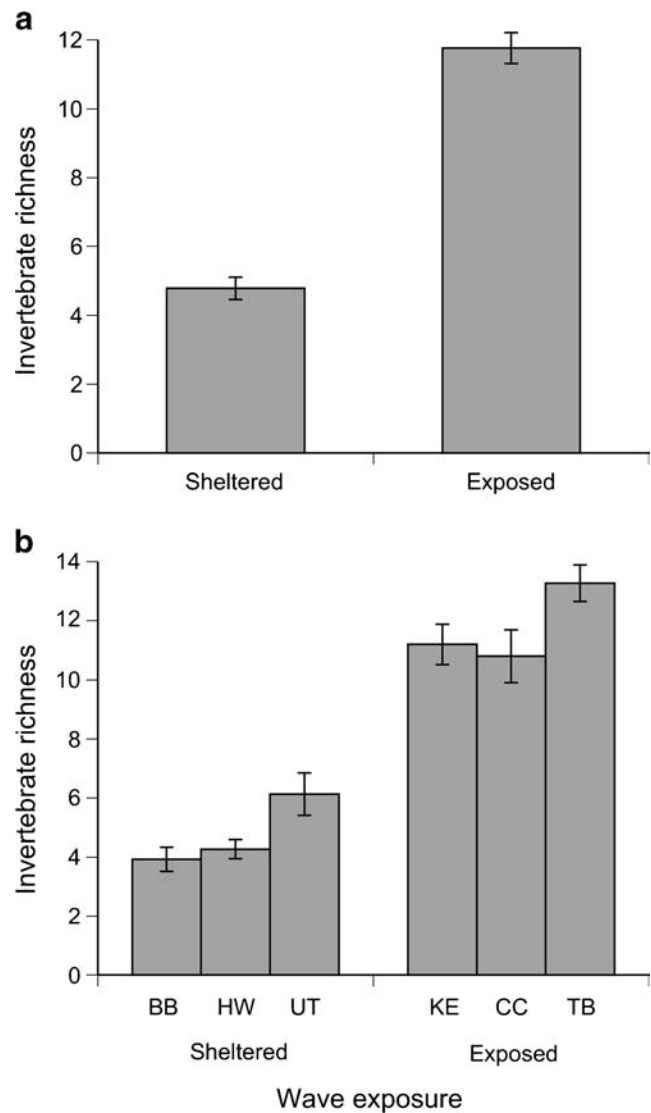 a
12
10
8
6
4
2
0
Invertebrate richness
Sheltered Exposed
b
14
12
10
8
6
4
2
0
Invertebrate richness
BB HW UT KE CC TB
Sheltered Exposed
Wave exposure